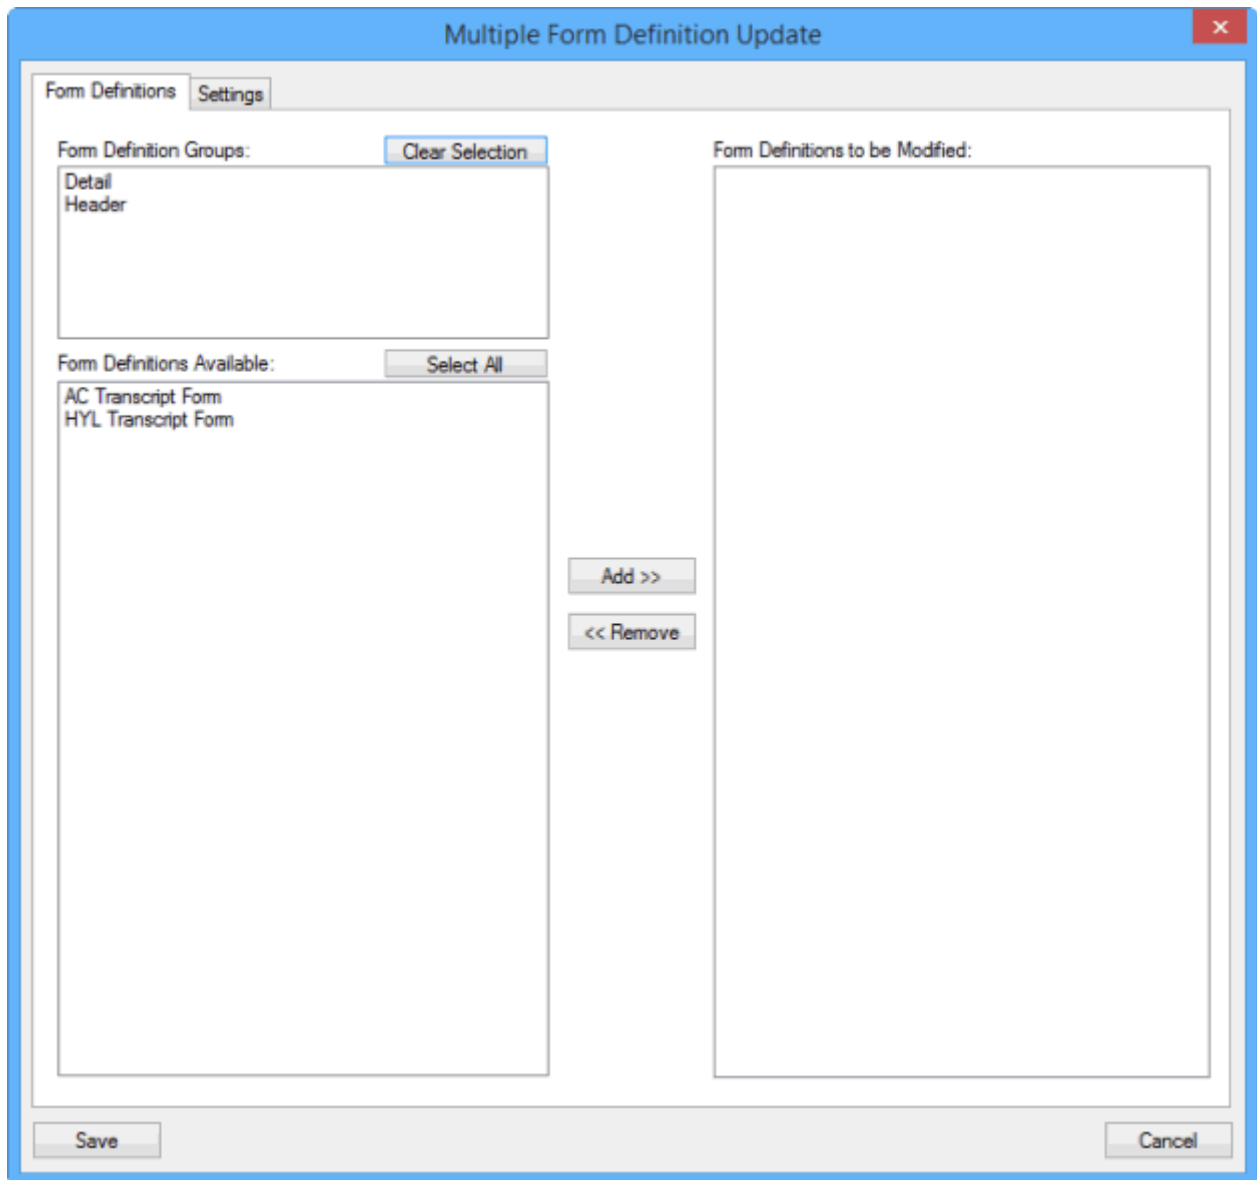 Multiple Form Definition Update
Form Definitions
Settings
Form Definition Groups:
Clear Selection
Detail
Header
Form Definitions Available:
Select All
AC Transcript Form
HYL Transcript Form
Add >>
<< Remove
Form Definitions to be Modified:
Save
Cancel